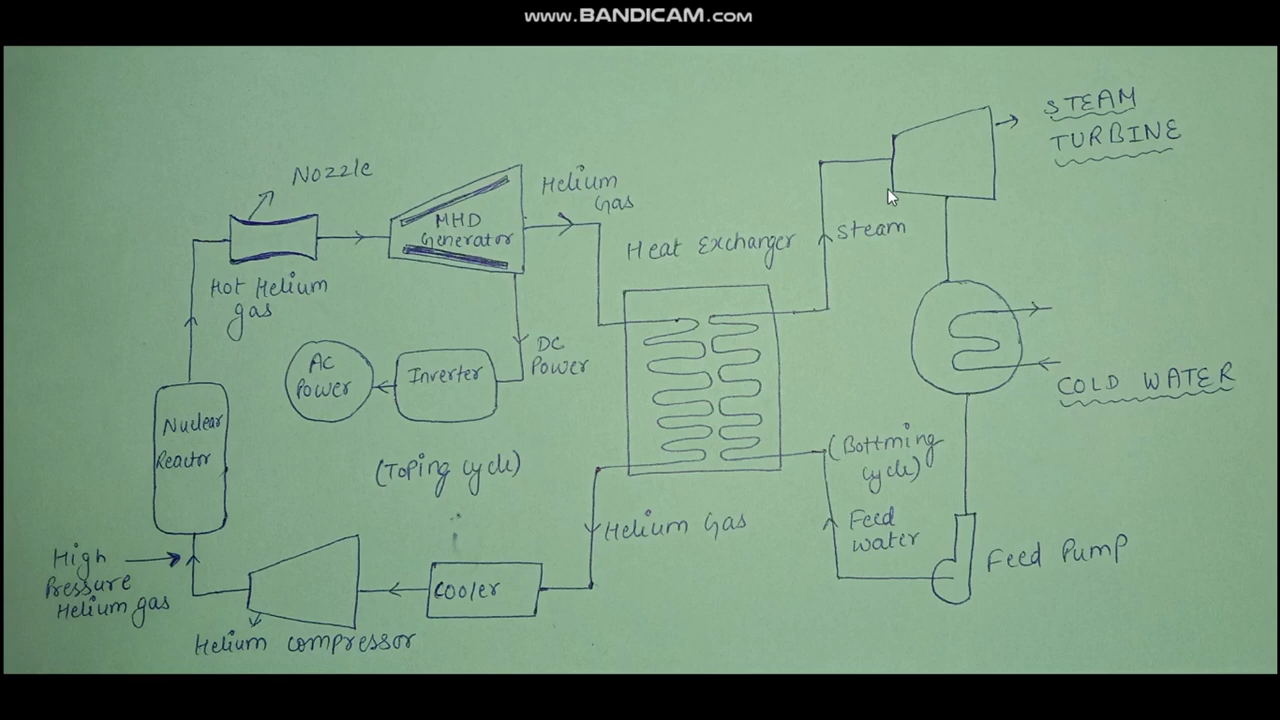 www.BANDICAM.com
STEAM
TURBINE
Nozzle
Helium
Gas
MHD
Generator
Heat Exchanger
Steam
Hot Helium
gas
DC
Power
AC
Power
Inverter
COLD WATER
Nuclear
Reactor
(Toping cycle)
(Bottming
cycle)
Helium Gas
Feed
water
High
Pressure
Helium gas
Feed Pump
Cooler
Helium compressor